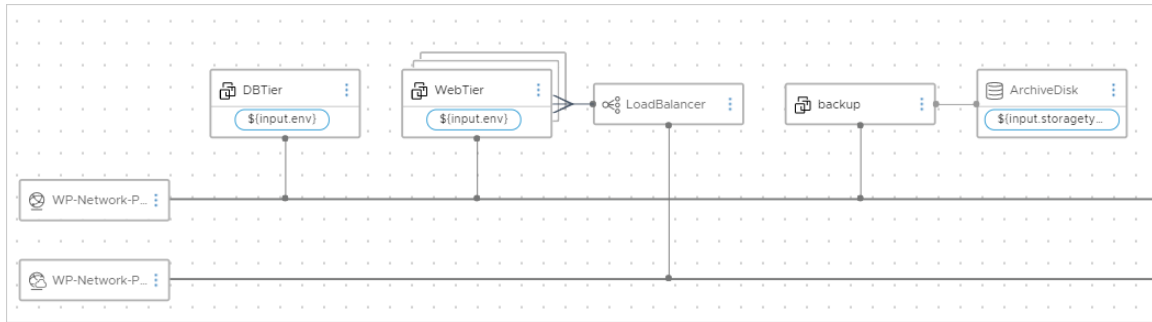 DBTier
${input.env}
WebTier
${input.env}
LoadBalancer
backup
ArchiveDisk
${input.storagety...
WP-Network-P...
WP-Network-P...